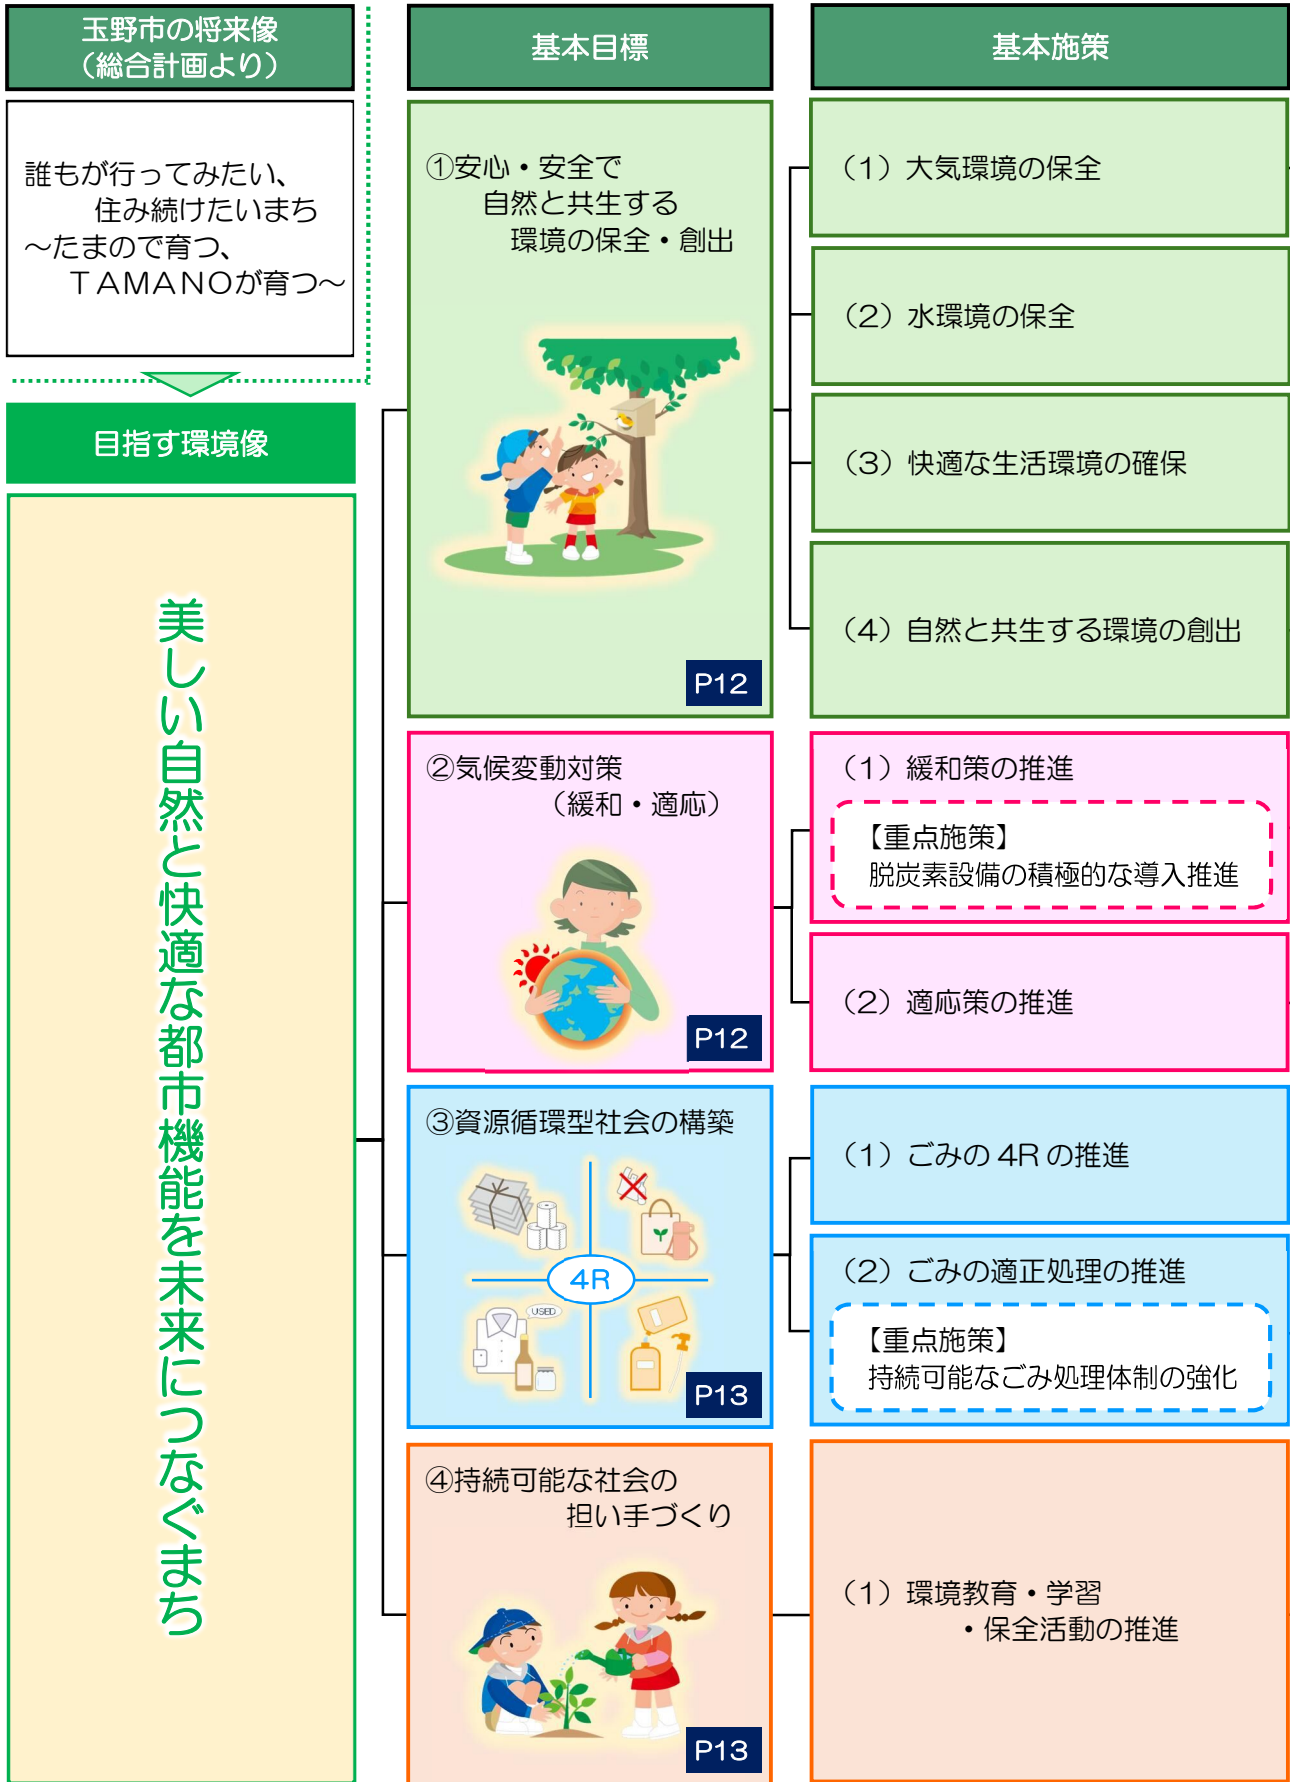 玉野市の将来像
（総合計画より）
誰もが行ってみたい、
住み続けたいまち
～たまので育つ、
ＴＡＭＡＮＯが育つ～
目指す環境像
美しい自然と快適な都市機能を未来につなぐまち
基本目標
①安心・安全で
自然と共生する
環境の保全・創出
P12
②気候変動対策
（緩和・適応）
P12
③資源循環型社会の構築
4R
USED
P13
④持続可能な社会の
担い手づくり
P13
基本施策
（1）大気環境の保全
（2）水環境の保全
（3）快適な生活環境の確保
（4）自然と共生する環境の創出
（1）緩和策の推進
【重点施策】
脱炭素設備の積極的な導入推進
（2）適応策の推進
（1）ごみの 4R の推進
（2）ごみの適正処理の推進
【重点施策】
持続可能なごみ処理体制の強化
（1）環境教育・学習
・保全活動の推進